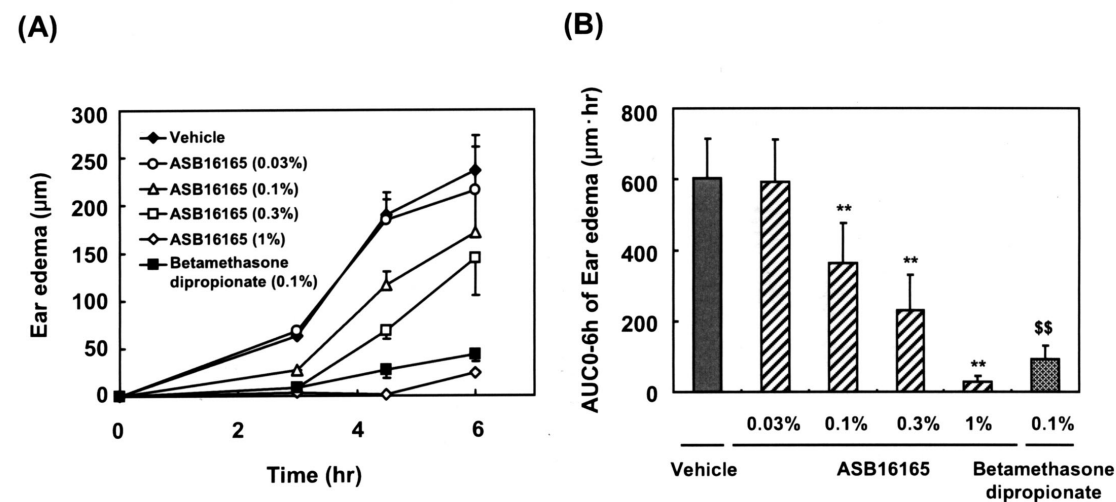 (A)
Ear edema (μm)
300
250
200
150
100
50
0
Vehicle
ASB16165 (0.03%)
ASB16165 (0.1%)
ASB16165 (0.3%)
ASB16165 (1%)
Betamethasone
dipropionate (0.1%)
0 2 4 6
Time (hr)
(B)
AUC0-6h of Ear edema (μm·hr)
800
600
400
200
0
**
**
**
$$
0.03% 0.1% 0.3% 1% 0.1%
Vehicle ASB16165 Betamethasone
dipropionate